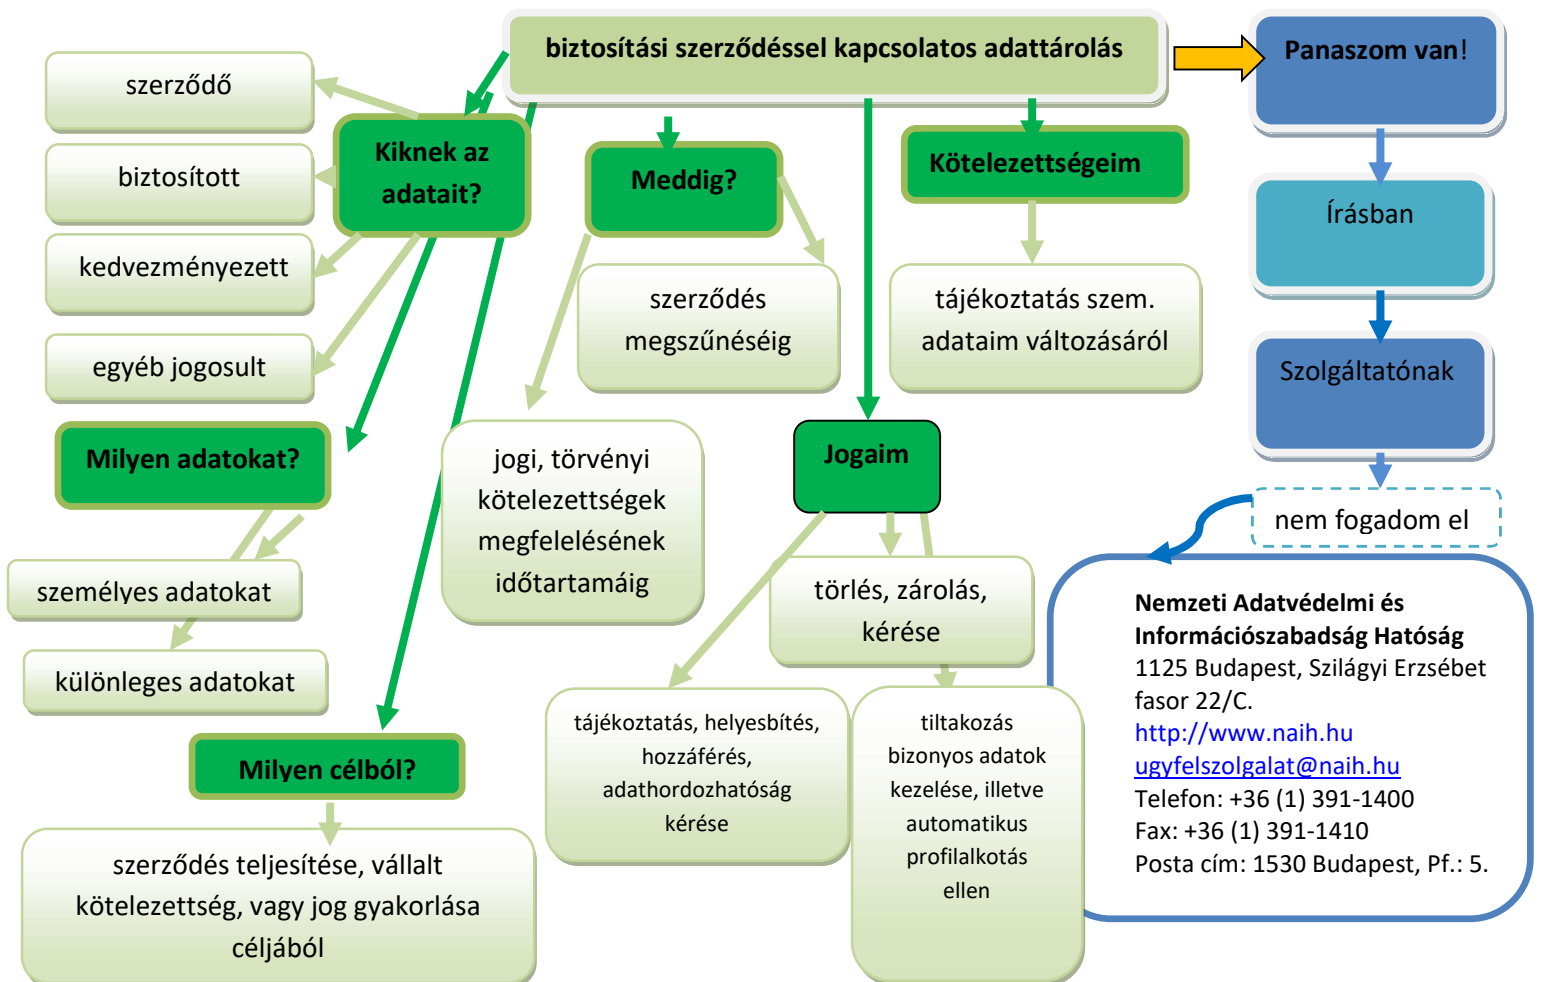 biztosítási szerződéssel kapcsolatos adattárolás
Panaszom van!
szerződő
biztosított
kedvezményezett
egyéb jogosult
Kiknek az
adatait?
Meddig?
Kötelezettségeim
Írásban
szerződés
megszűnéséig
tájékoztatás szem.
adataim változásáról
Szolgáltatónak
Milyen adatokat?
jogi, törvényi
kötelezettségek
megfelelésének
időtartamáig
Jogaim
nem fogadom el
személyes adatokat
különleges adatokat
törlés, zárolás,
kérése
Nemzeti Adatvédelmi és
Információszabadság Hatóság
1125 Budapest, Szilágyi Erzsébet
fasor 22/C.
http://www.naih.hu
ugyfelszolgalat@naih.hu
Telefon: +36 (1) 391-1400
Fax: +36 (1) 391-1410
Posta cím: 1530 Budapest, Pf.: 5.
Milyen célból?
tájékoztatás, helyesbítés,
hozzáférés,
adathordozhatóság
kérése
tiltakozás
bizonyos adatok
kezelése, illetve
automatikus
profilalkotás
ellen
szerződés teljesítése, vállalt
kötelezettség, vagy jog gyakorlása
céljából